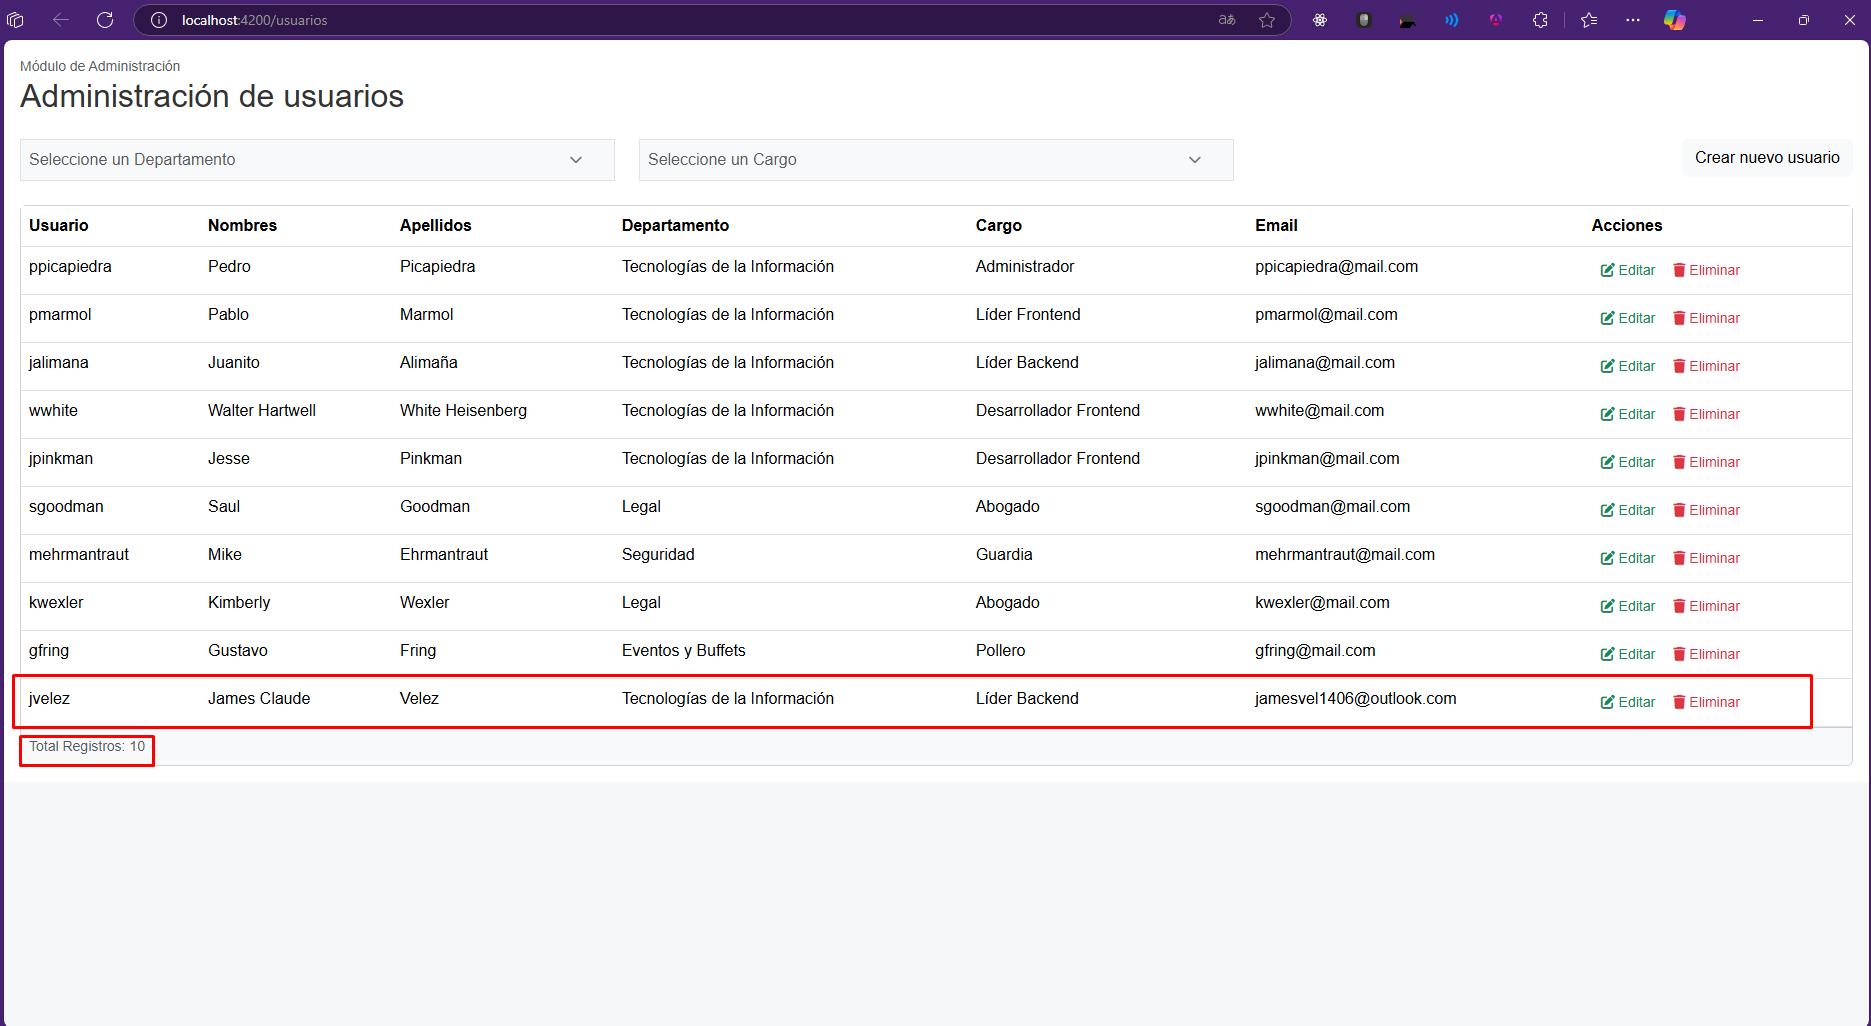 localhost:4200/usuarios
Módulo de Administración
Administración de usuarios
Seleccione un Departamento Seleccione un Cargo Crear nuevo usuario
Usuario Nombres Apellidos Departamento Cargo Email Acciones
ppicapiedra Pedro Picapiedra Tecnologías de la Información Administrador ppicapiedra@mail.com Editar Eliminar
pmarmol Pablo Marmol Tecnologías de la Información Líder Frontend pmarmol@mail.com Editar Eliminar
jalimana Juanito Alimaña Tecnologías de la Información Líder Backend jalimana@mail.com Editar Eliminar
wwhite Walter Hartwell White Heisenberg Tecnologías de la Información Desarrollador Frontend wwhite@mail.com Editar Eliminar
jpinkman Jesse Pinkman Tecnologías de la Información Desarrollador Frontend jpinkman@mail.com Editar Eliminar
sgoodman Saul Goodman Legal Abogado sgoodman@mail.com Editar Eliminar
mehrmantraut Mike Ehrmantraut Seguridad Guardia mehrmantraut@mail.com Editar Eliminar
kwexler Kimberly Wexler Legal Abogado kwexler@mail.com Editar Eliminar
gfring Gustavo Fring Eventos y Buffets Pollero gfring@mail.com Editar Eliminar
jvelez James Claude Velez Tecnologías de la Información Líder Backend jamesvel1406@outlook.com Editar Eliminar
Total Registros: 10